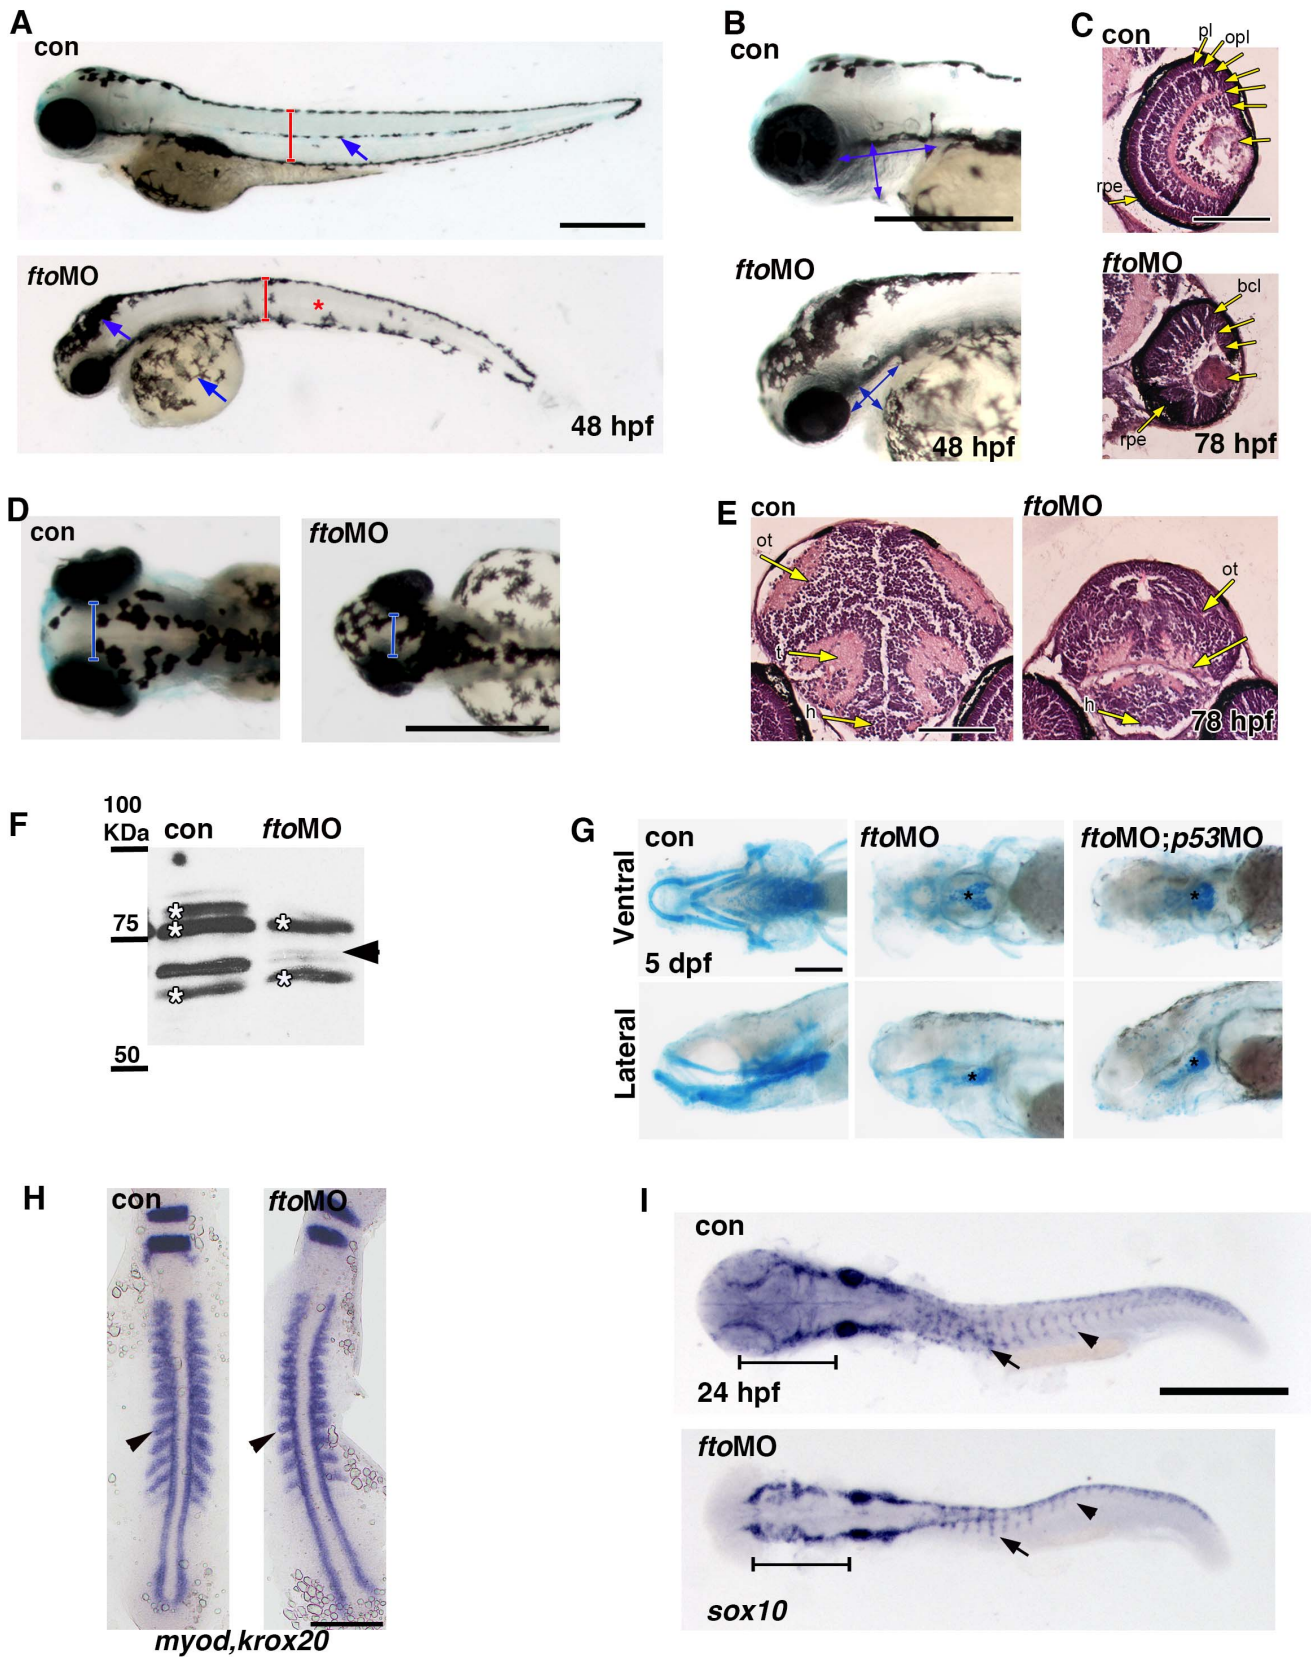 A
con
ftoMO
48 hpf
B
con
ftoMO
48 hpf
C
con
pl
opl
rpe
ftoMO
bcl
rpe
78 hpf
D
con
ftoMO
E
con
ot
t
h
ftoMO
ot
h
78 hpf
F
100
KDa
con
ftoMO
75
50
G
con
ftoMO
ftoMO;p53MO
Ventral
5 dpf
Lateral
H
con
ftoMO
myod,krox20
I
con
24 hpf
ftoMO
sox10